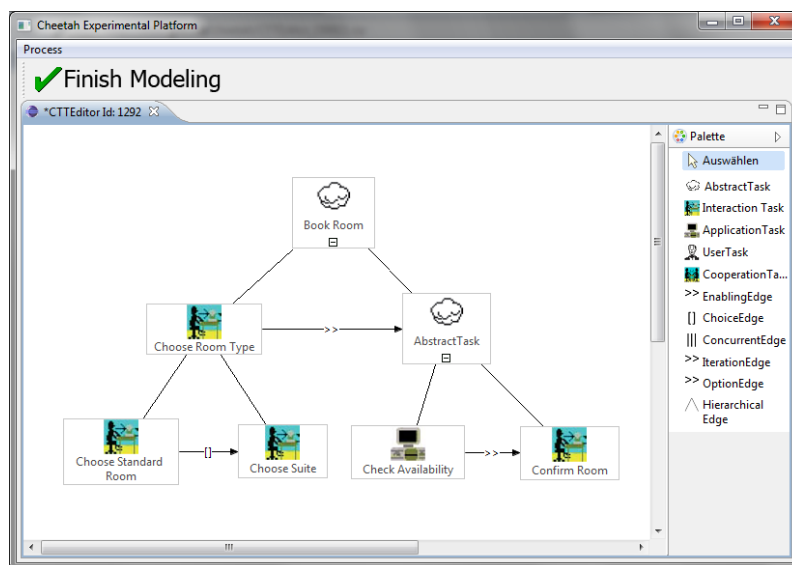 Cheetah Experimental Platform
Process
Finish Modeling
*CTTEditor Id: 1292
Palette
Auswählen
AbstractTask
Interaction Task
ApplicationTask
UserTask
CooperationTa...
>> EnablingEdge
[] ChoiceEdge
||| ConcurrentEdge
>> IterationEdge
>> OptionEdge
Hierarchical
Edge
Book Room
Choose Room Type
>>
AbstractTask
Choose Standard
Room
[]
Choose Suite
Check Availability
>>
Confirm Room